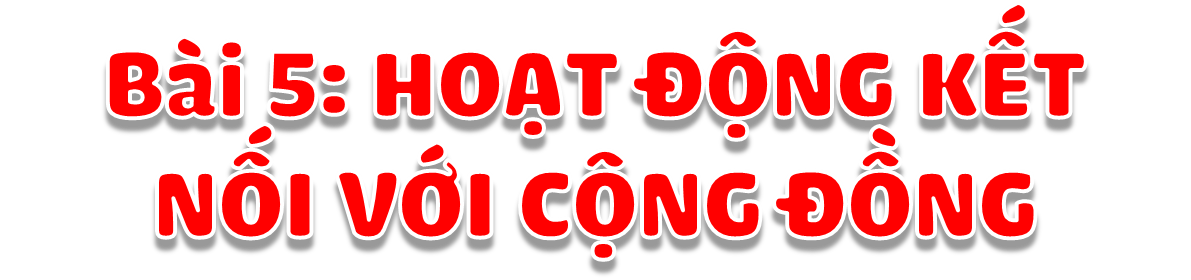 Bài 5: HOẠT ĐỘNG KẾT
NỐI VỚI CỘNG ĐỒNG